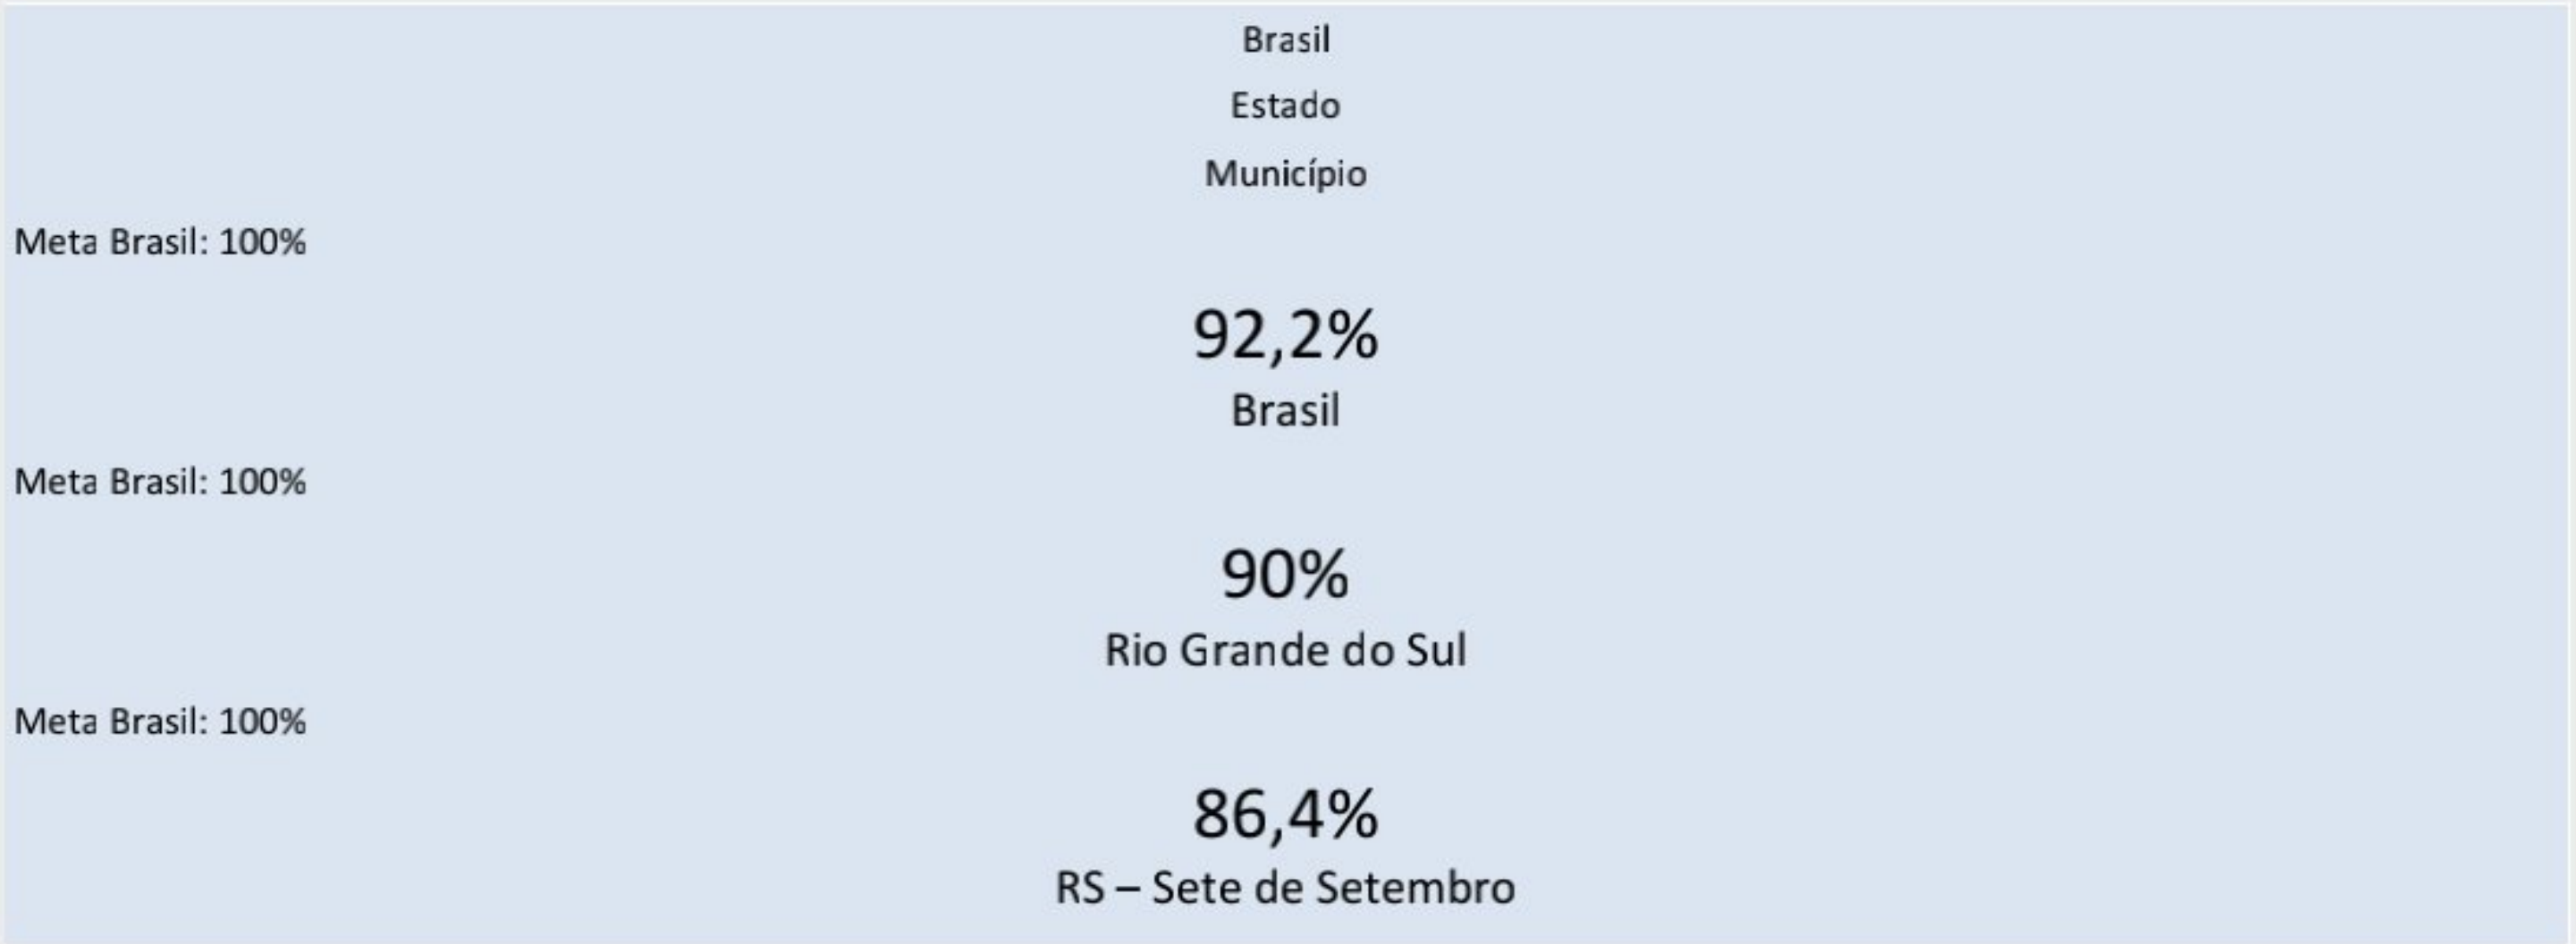 Brasil
Estado
Município
Meta Brasil: 100%
92,2%
Brasil
Meta Brasil: 100%
90%
Rio Grande do Sul
Meta Brasil: 100%
86,4%
RS – Sete de Setembro